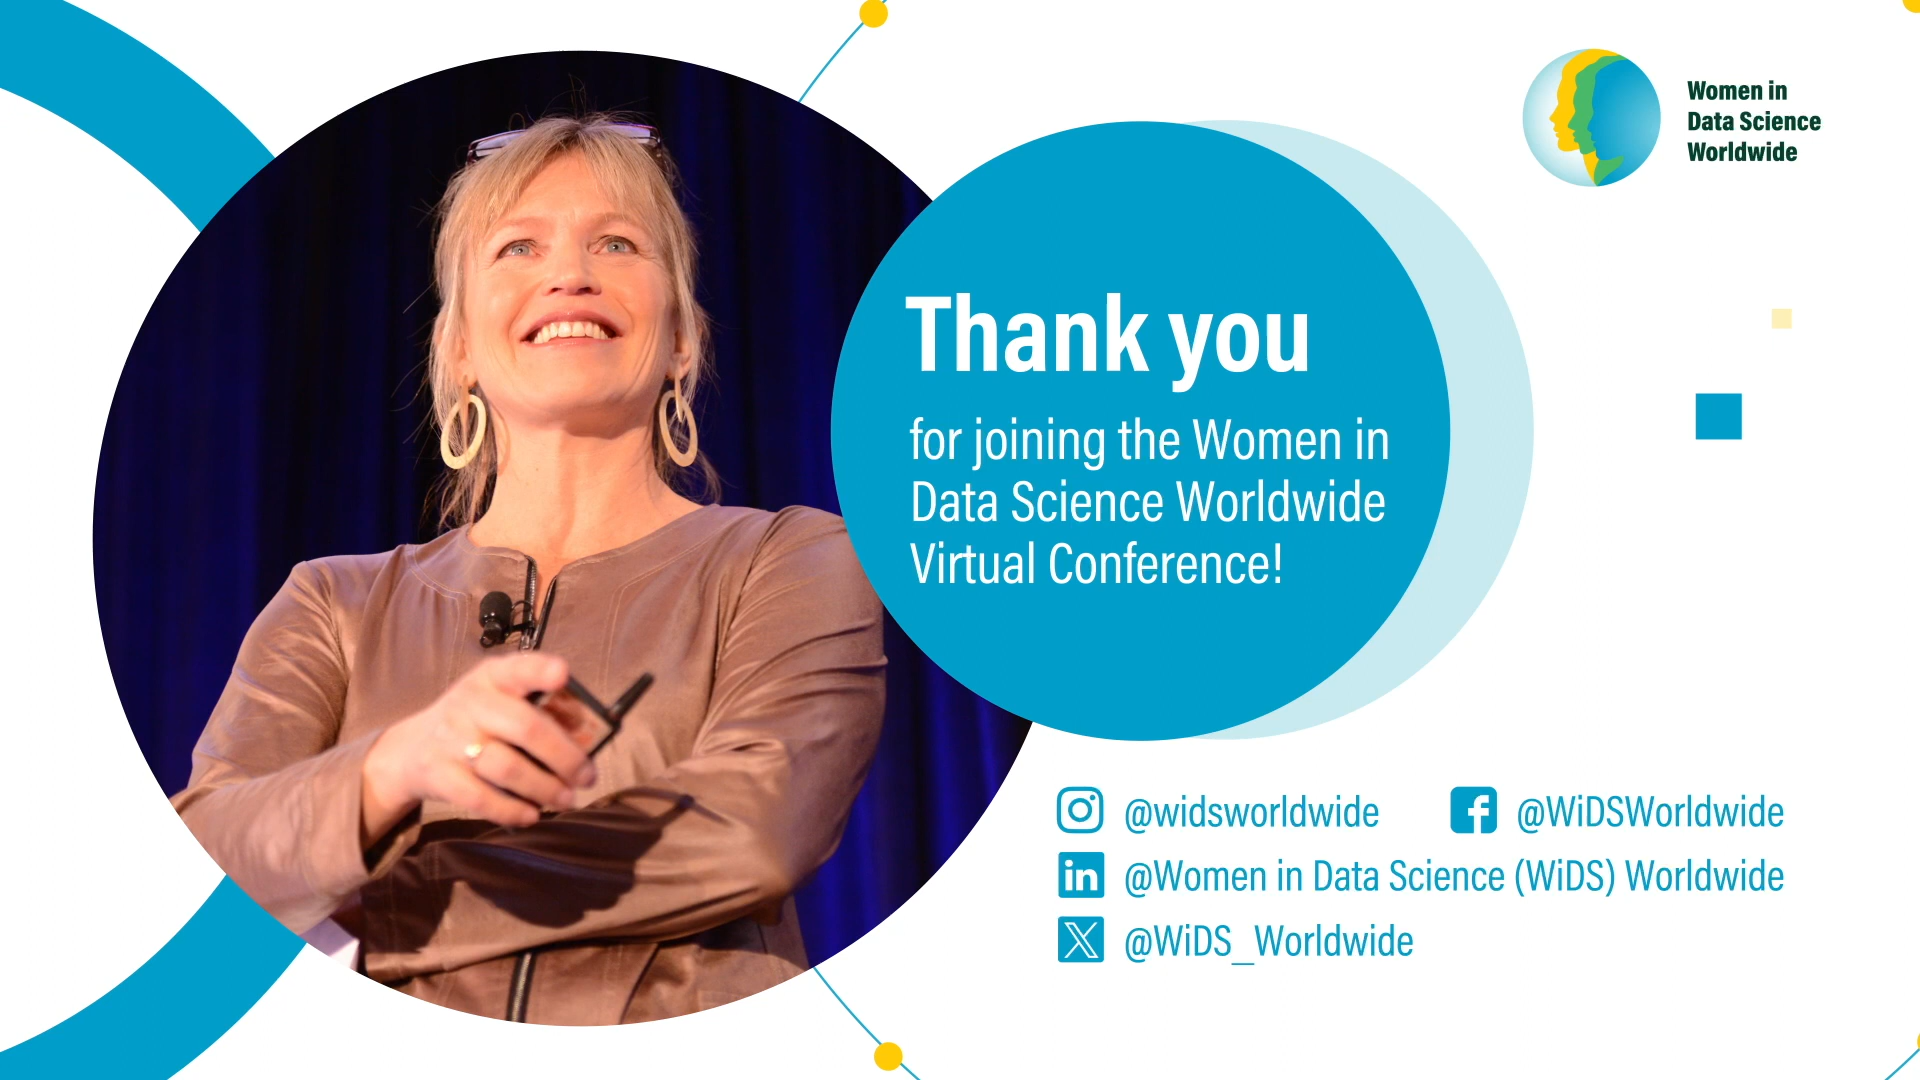 Women in
Data Science
Worldwide
Thank you
for joining the Women in
Data Science Worldwide
Virtual Conference!
@widsworldwide
@WiDSWorldwide
in @Women in Data Science (WiDS) Worldwide
@WiDS_Worldwide